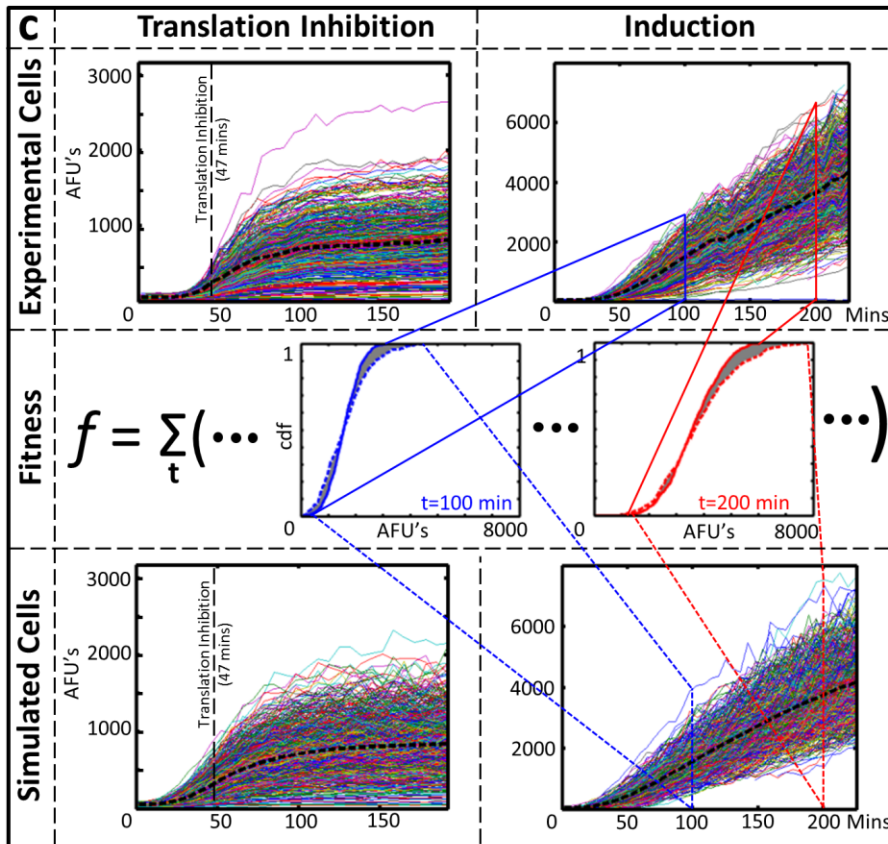 c
Translation Inhibition
Induction
Experimental Cells
AFU's
3000
2000
1000
0
50
100
150
Translation Inhibition
(47 mins)
6000
4000
2000
0
50
100
150
200
Mins
Fitness
f = Σ
t
(••• ••• •••)
cdf
1
0
t=100 min
AFU's
8000
1
0
t=200 min
AFU's
8000
Simulated Cells
AFU's
3000
2000
1000
0
50
100
150
Translation Inhibition
(47 mins)
6000
4000
2000
0
50
100
150
200
Mins